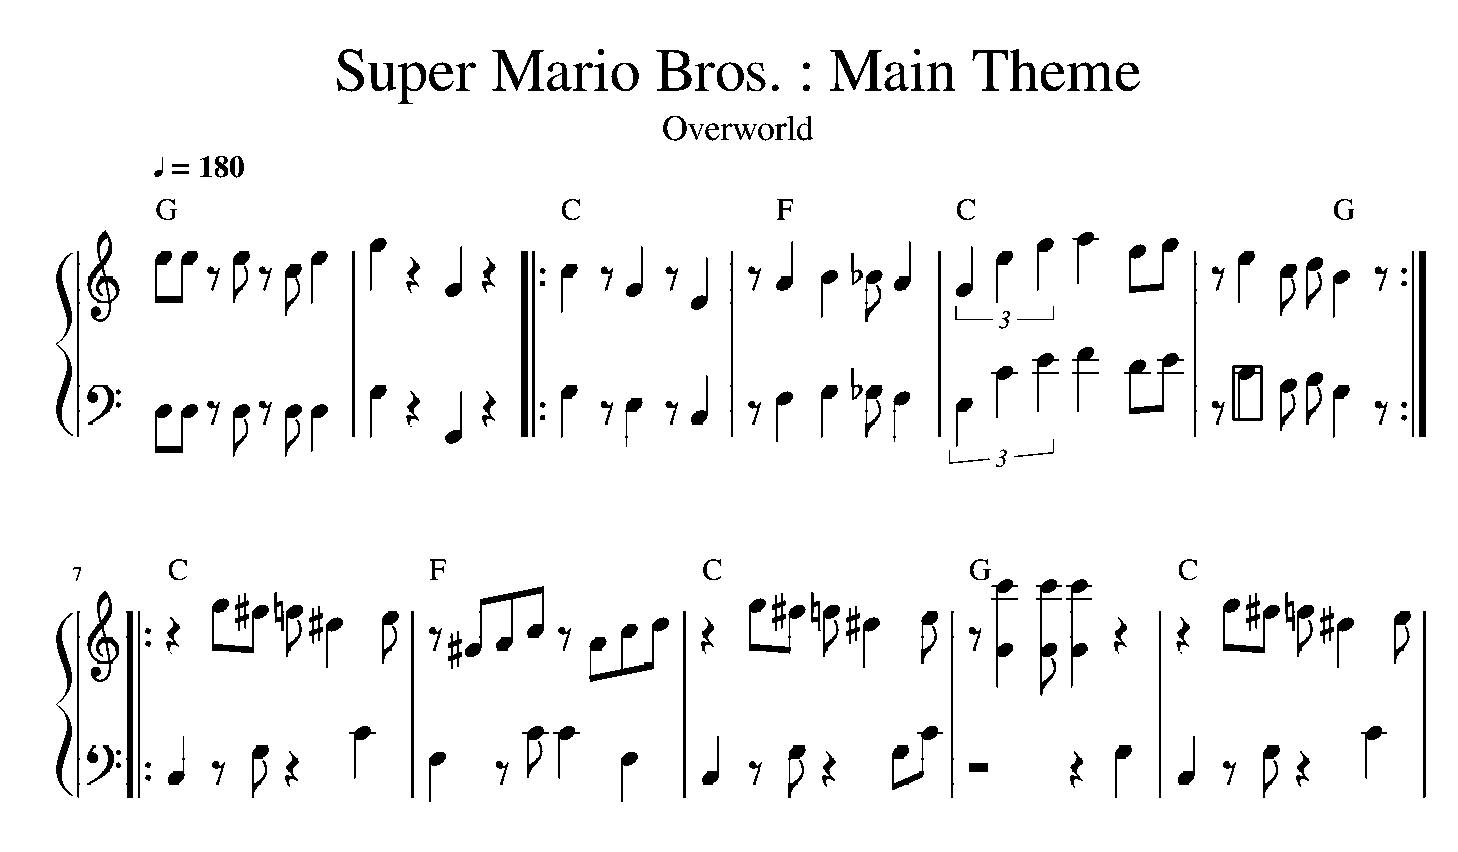 Super Mario Bros. : Main Theme
Overworld
♩ = 180
G C F C G
3
3
7 C F C G C